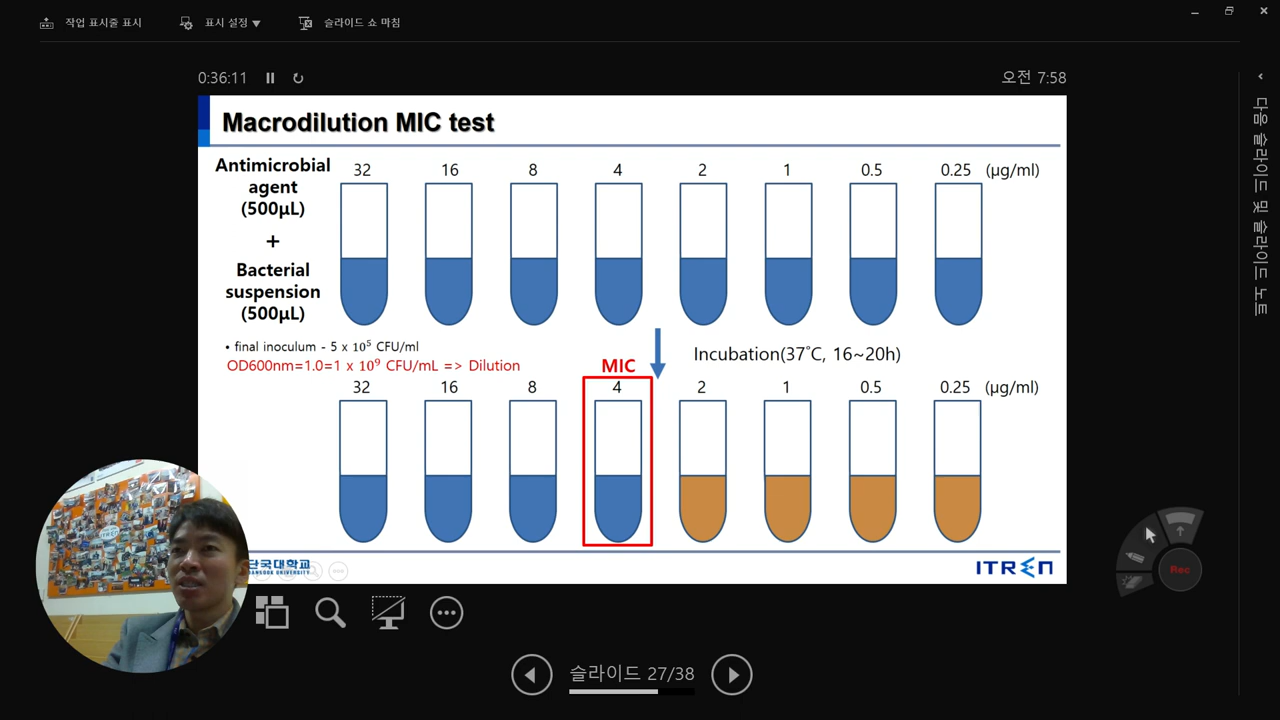 작업 표시줄 표시
표시 설정 ▼
슬라이드 쇼 마침
0:36:11
오전 7:58
Macrodilution MIC test
Antimicrobial
agent
(500µL)
+
Bacterial
suspension
(500µL)
32 16 8 4 2 1 0.5 0.25 (µg/ml)
• final inoculum - 5 x 10⁵ CFU/ml
OD600nm=1.0=1 x 10⁹ CFU/mL => Dilution
MIC
Incubation(37˚C, 16~20h)
32 16 8 4 2 1 0.5 0.25 (µg/ml)
단국대학교
ITREN
ITREN
Rec
슬라이드 27/38
다음 슬라이드 및 슬라이드 노트